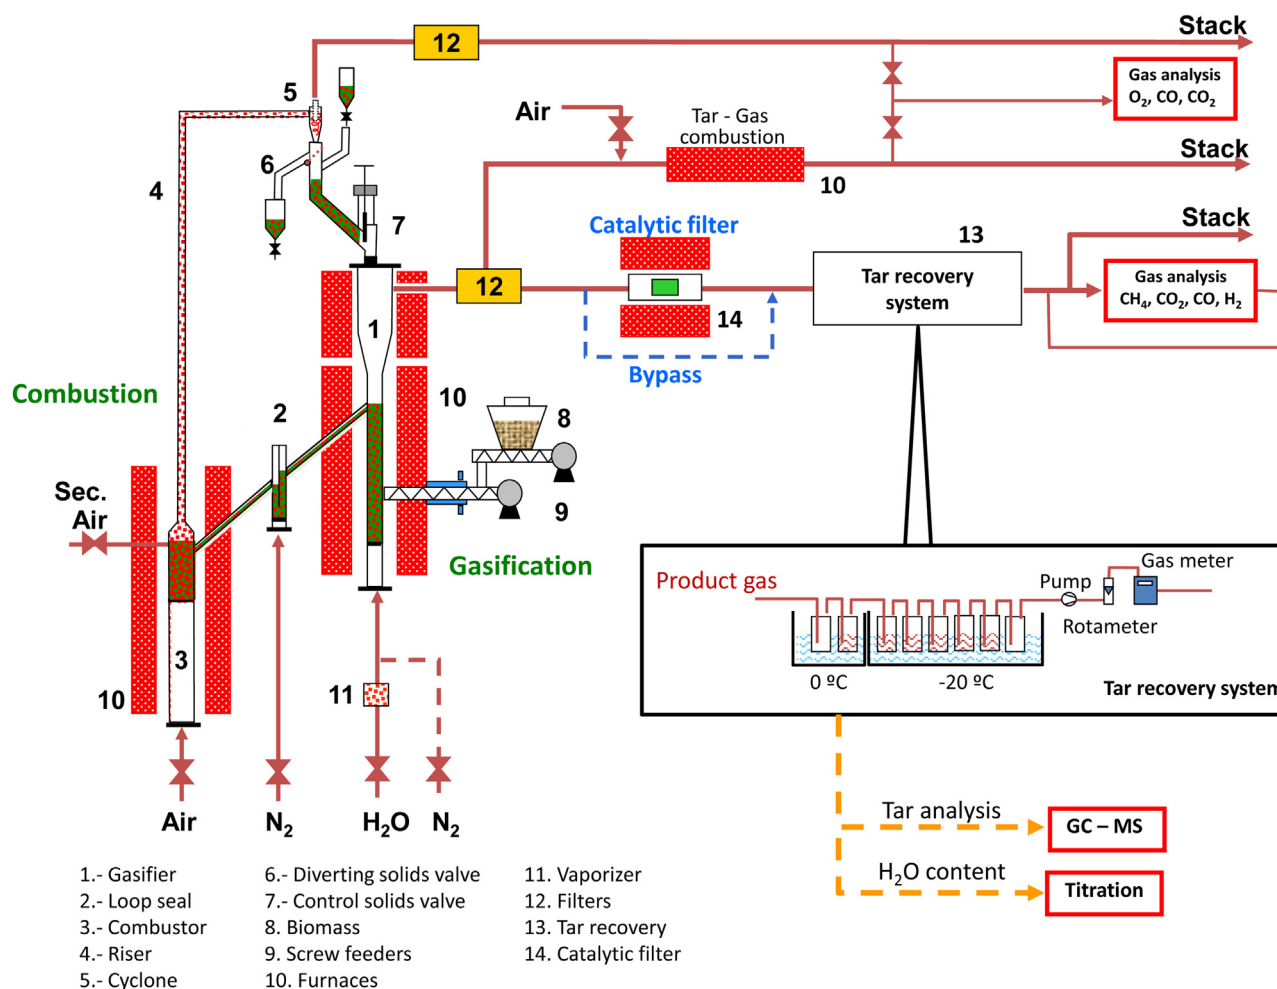 12
Stack
Gas analysis
O2, CO, CO2
5
Air
Tar - Gas
combustion
Stack
10
6
4
7
Catalytic filter
13
Stack
12
Tar recovery
system
Gas analysis
CH4, CO2, CO, H2
14
1
Bypass
Combustion
2
10
8
Sec.
Air
9
Gasification
Product gas
Pump
Gas meter
Rotameter
3
10
11
0 ºC
-20 ºC
Tar recovery system
Air
N2
H2O
N2
Tar analysis
GC – MS
H2O content
Titration
1.- Gasifier
2.- Loop seal
3.- Combustor
4.- Riser
5.- Cyclone
6.- Diverting solids valve
7.- Control solids valve
8. Biomass
9. Screw feeders
10. Furnaces
11. Vaporizer
12. Filters
13. Tar recovery
14. Catalytic filter